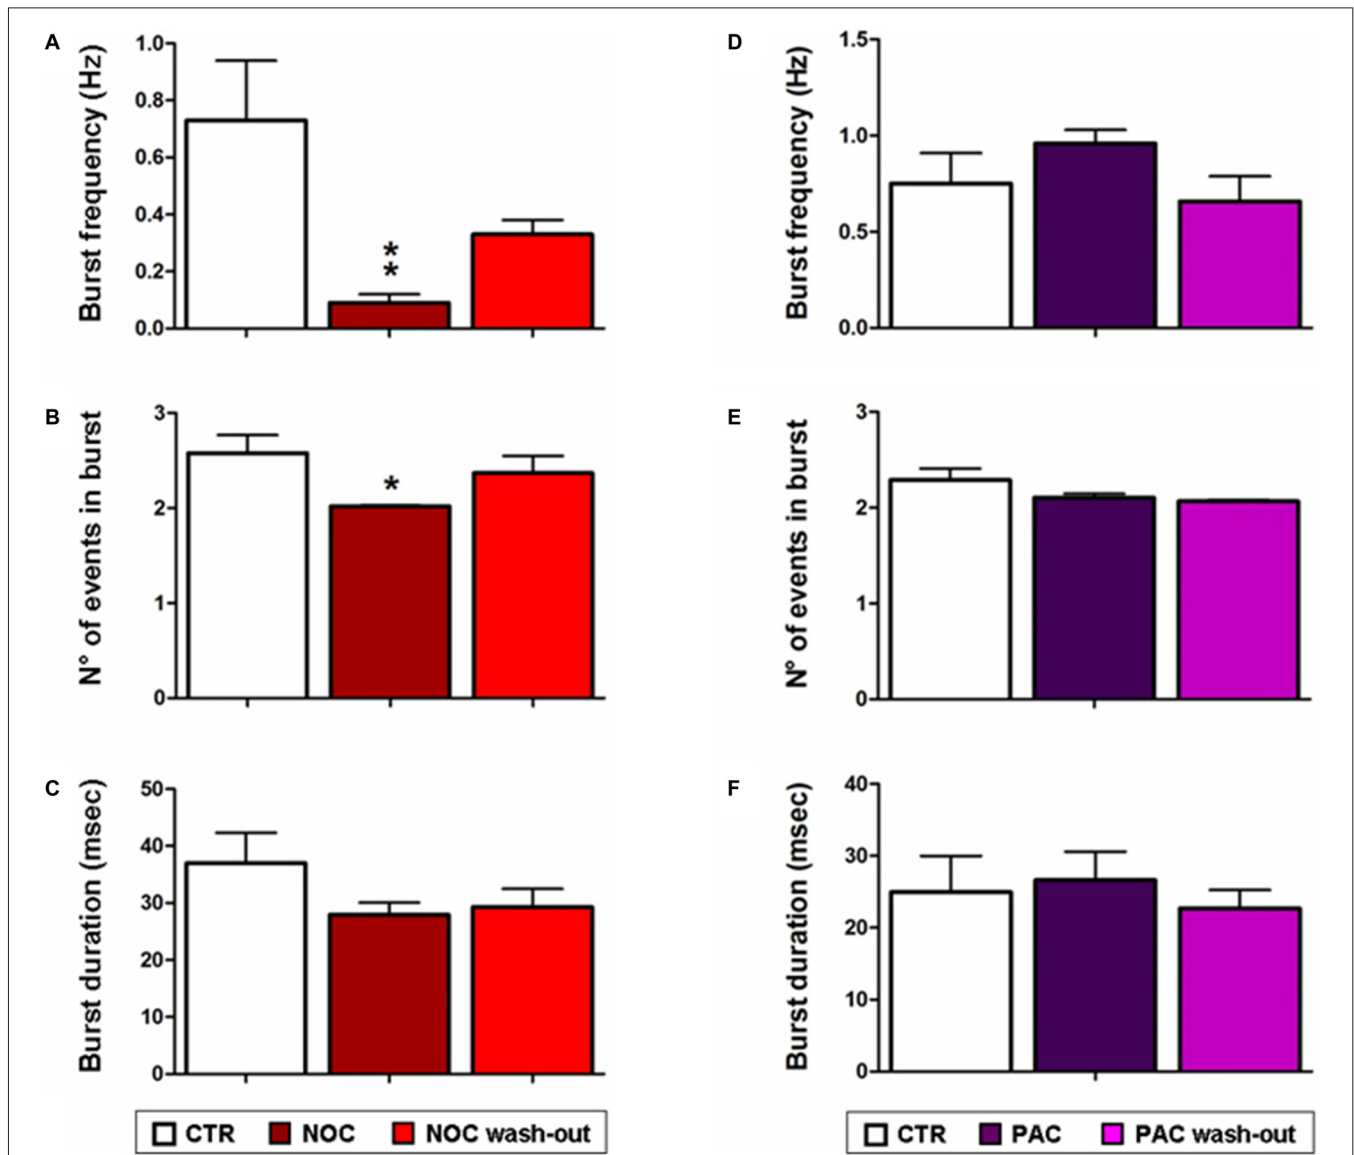 A
Burst frequency (Hz)
1.0
0.8
0.6
0.4
0.2
0.0
*
*
B
N° of events in burst
3
2
1
0
*
C
Burst duration (msec)
50
40
30
20
10
0
CTR NOC NOC wash-out
D
Burst frequency (Hz)
1.5
1.0
0.5
0.0
E
N° of events in burst
3
2
1
0
F
Burst duration (msec)
40
30
20
10
0
CTR PAC PAC wash-out